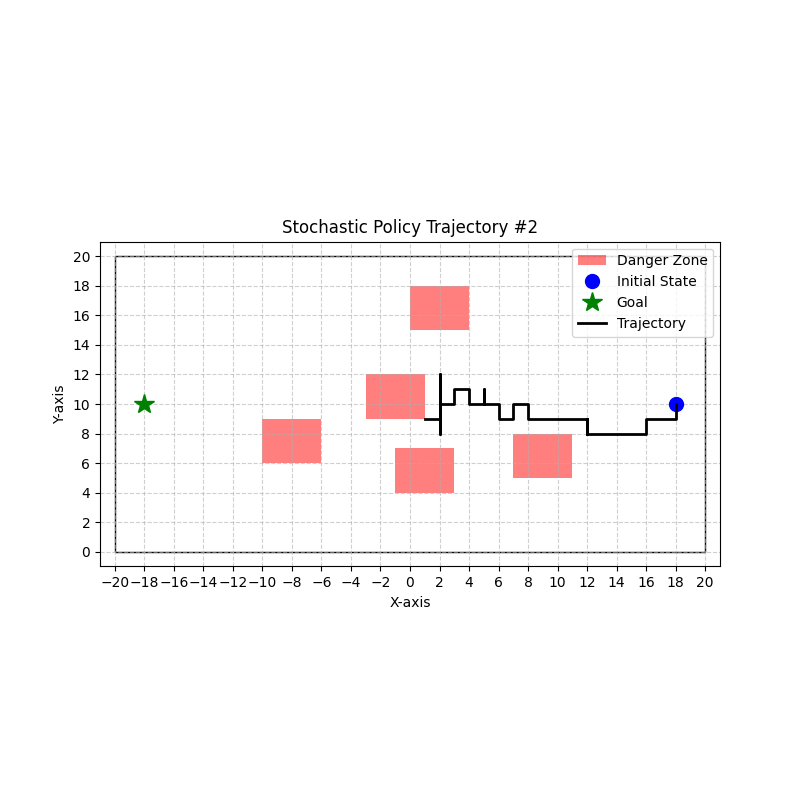 Stochastic Policy Trajectory #2
Danger Zone
Initial State
Goal
Trajectory
Y-axis
20
18
16
14
12
10
8
6
4
2
0
−20 −18 −16 −14 −12 −10 −8 −6 −4 −2 0 2 4 6 8 10 12 14 16 18 20
X-axis